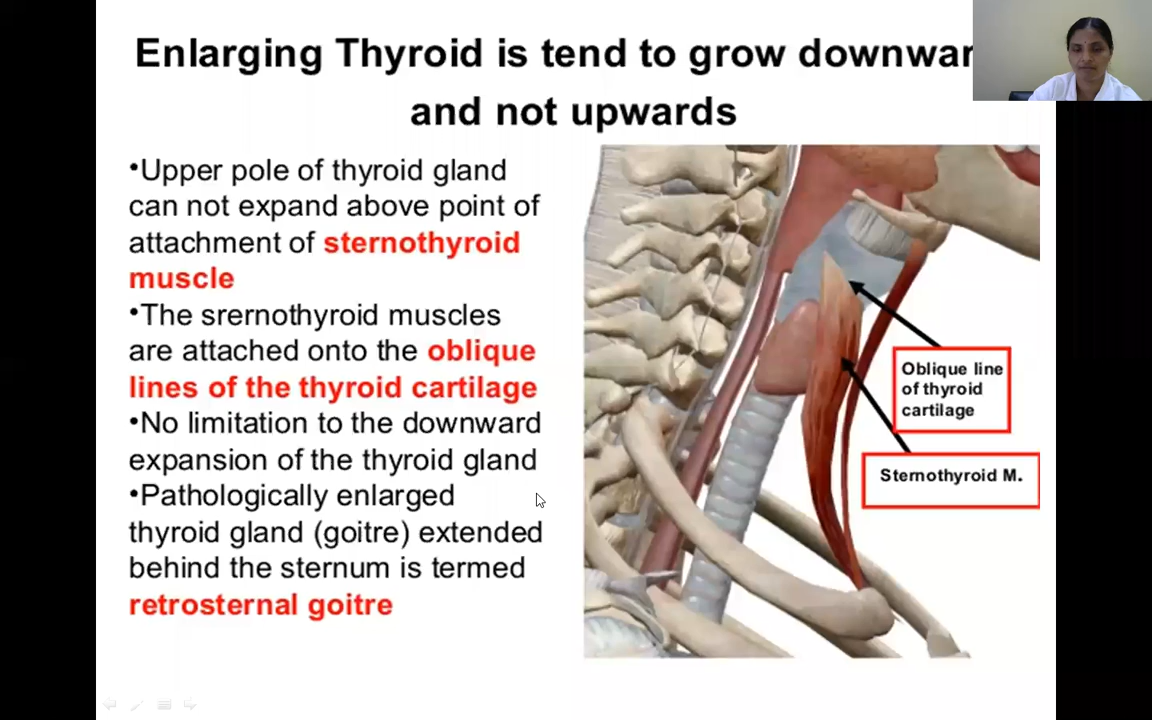 Enlarging Thyroid is tend to grow downwar
and not upwards
•Upper pole of thyroid gland
can not expand above point of
attachment of sternothyroid
muscle
•The srernothyroid muscles
are attached onto the oblique
lines of the thyroid cartilage
•No limitation to the downward
expansion of the thyroid gland
•Pathologically enlarged
thyroid gland (goitre) extended
behind the sternum is termed
retrosternal goitre
Oblique line
of thyroid
cartilage
Sternothyroid M.